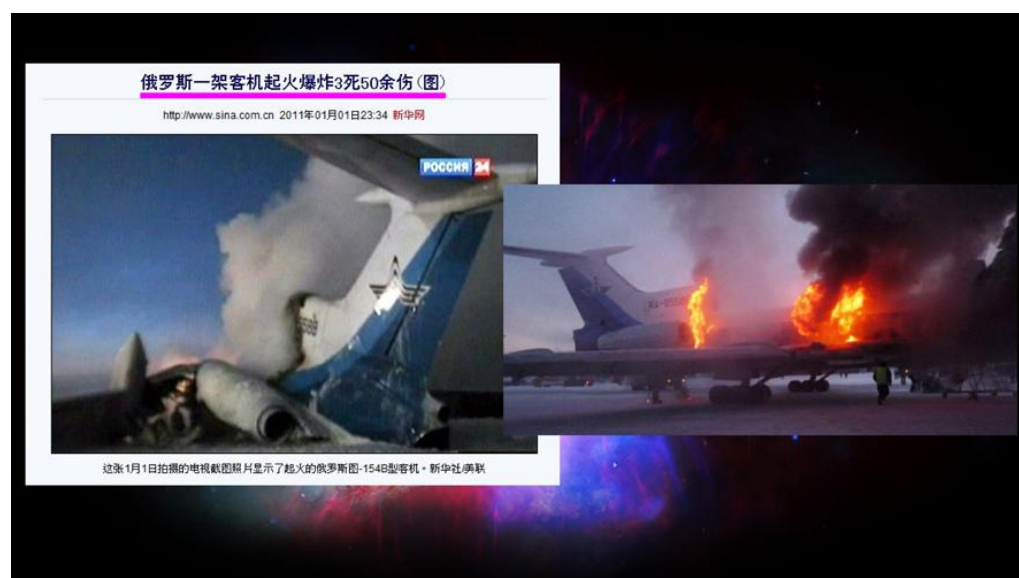 俄罗斯一架客机起火爆炸3死50余伤(图)
http://www.sina.com.cn 2011年01月01日23:34 新华网
РОССИЯ 24
这张1月1日拍摄的电视截图照片显示了起火的俄罗斯图-154B型客机。新华社/美联